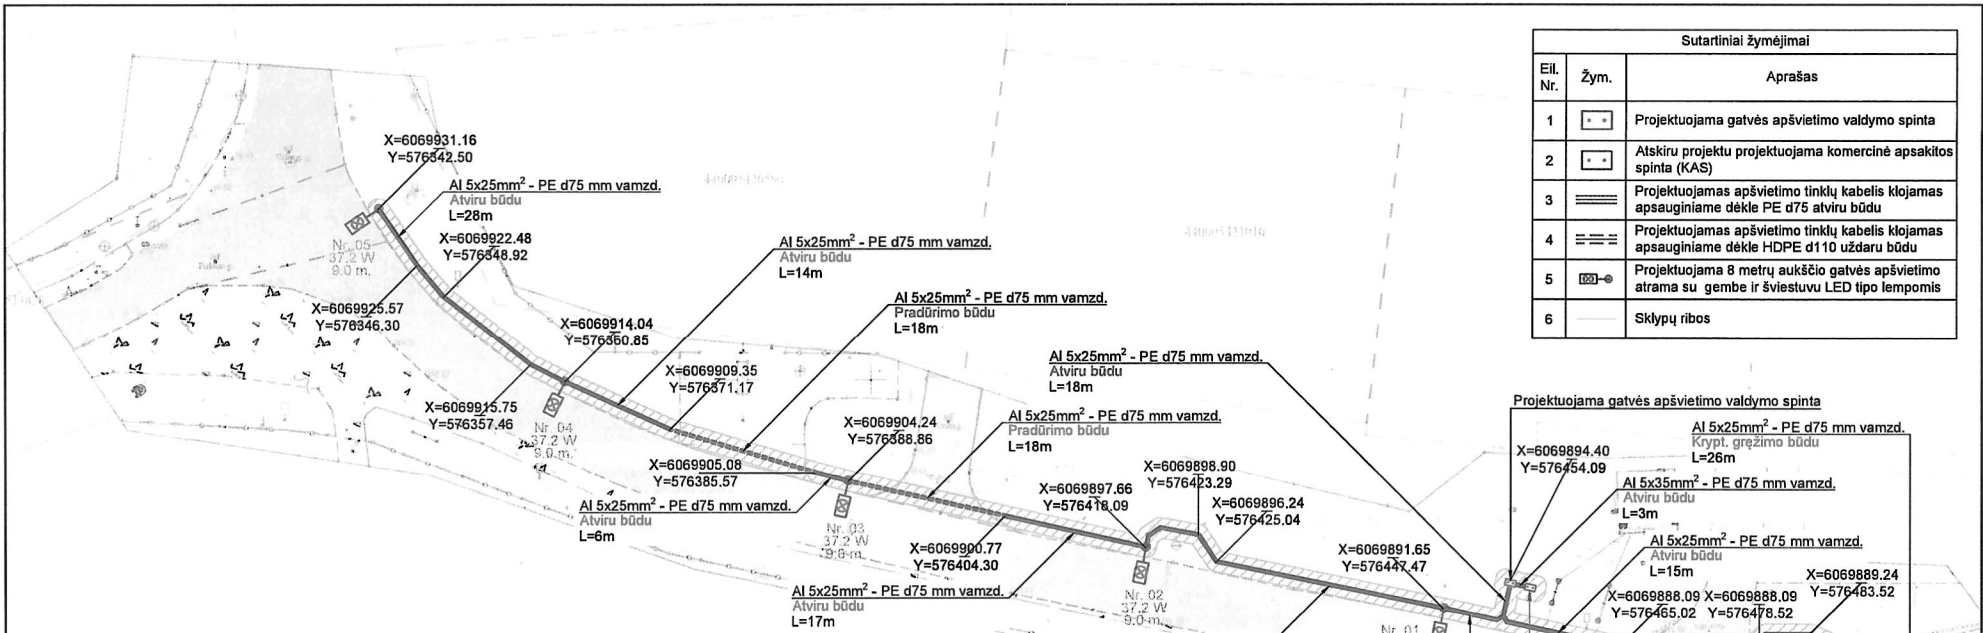 Sutartiniai žymėjimai
Eil. Nr.
Žym.
Aprašas
1
Projektuojama gatvės apšvietimo valdymo spinta
2
Atskiru projektu projektuojama komercinė apsakitos
spinta (KAS)
3
Projektuojamas apšvietimo tinklų kabelis klojamas
apsauginiame dėkle PE d75 atviru būdu
4
Projektuojamas apšvietimo tinklų kabelis klojamas
apsauginiame dėkle HDPE d110 uždaru būdu
5
Projektuojama 8 metrų aukščio gatvės apšvietimo
atrama su gembe ir šviestuvu LED tipo lempomis
6
Sklypų ribos
X=6069931.16
Y=576342.50
Al 5x25mm² - PE d75 mm vamzd.
Atviru būdu
L=28m
X=6069922.48
Y=576348.92
Nr. 05
37.2 W
9.0 m.
X=6069925.57
Y=576346.30
Al 5x25mm² - PE d75 mm vamzd.
Atviru būdu
L=14m
Al 5x25mm² - PE d75 mm vamzd.
Pradūrimo būdu
L=18m
X=6069914.04
Y=576360.85
X=6069909.35
Y=576371.17
X=6069915.75
Y=576357.46
Nr. 04
37.2 W
9.0 m.
Al 5x25mm² - PE d75 mm vamzd.
Atviru būdu
L=18m
X=6069904.24
Y=576388.86
Al 5x25mm² - PE d75 mm vamzd.
Pradūrimo būdu
L=18m
X=6069905.08
Y=576385.57
Al 5x25mm² - PE d75 mm vamzd.
Atviru būdu
L=6m
Nr. 03
37.2 W
9.0 m.
X=6069898.90
Y=576423.29
X=6069897.66
Y=576418.09
X=6069896.24
Y=576425.04
X=6069900.77
Y=576404.30
Al 5x25mm² - PE d75 mm vamzd.
Atviru būdu
L=17m
Nr. 02
37.2 W
9.0 m.
X=6069891.65
Y=576447.47
Nr. 01
Projektuojama gatvės apšvietimo valdymo spinta
Al 5x25mm² - PE d75 mm vamzd.
Krypt. gręžimo būdu
L=26m
X=6069894.40
Y=576454.09
Al 5x35mm² - PE d75 mm vamzd.
Atviru būdu
L=3m
Al 5x25mm² - PE d75 mm vamzd.
Atviru būdu
L=15m
X=6069889.24
Y=576483.52
X=6069888.09
Y=576465.02
X=6069888.09
Y=576478.52